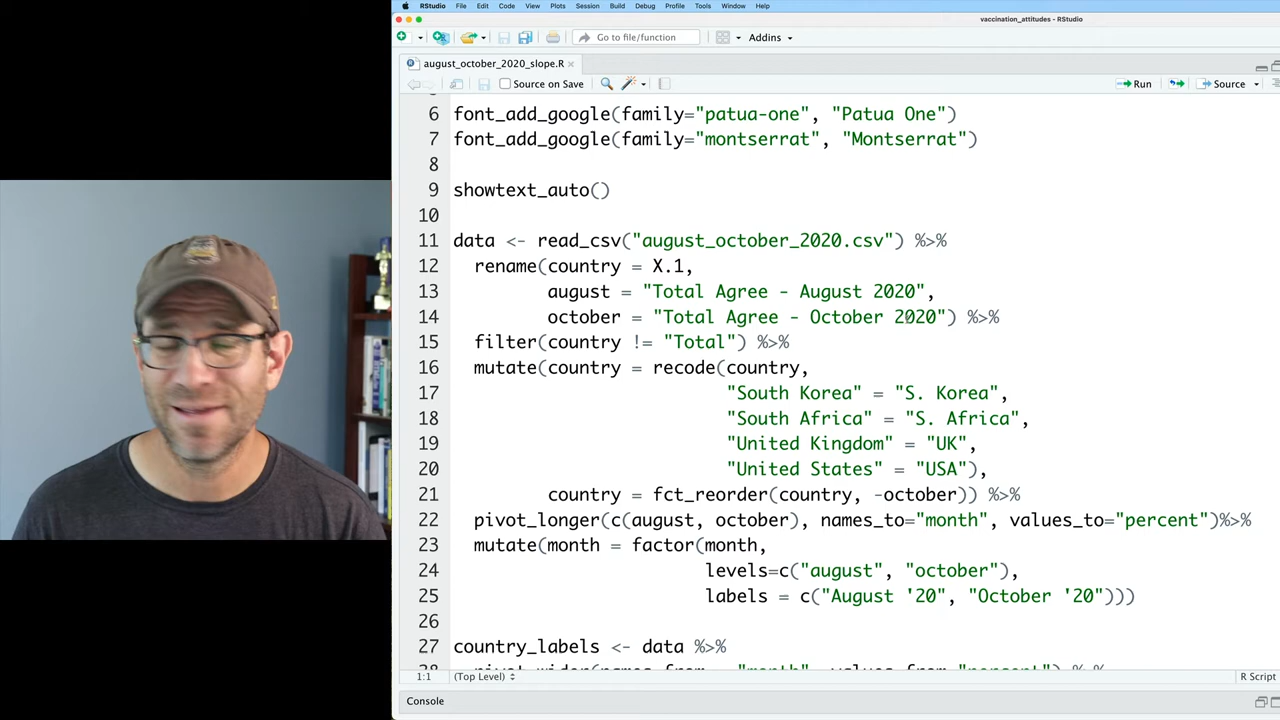 RStudio File Edit Code View Plots Session Build Debug Profile Tools Window Help
vaccination_attitudes - RStudio
Go to file/function Addins
august_october_2020_slope.R
Source on Save Run Source
6 font_add_google(family="patua-one", "Patua One")
7 font_add_google(family="montserrat", "Montserrat")
8
9 showtext_auto()
10
11 data <- read_csv("august_october_2020.csv") %>%
12 rename(country = X.1,
13 august = "Total Agree - August 2020",
14 october = "Total Agree - October 2020") %>%
15 filter(country != "Total") %>%
16 mutate(country = recode(country,
17 "South Korea" = "S. Korea",
18 "South Africa" = "S. Africa",
19 "United Kingdom" = "UK",
20 "United States" = "USA"),
21 country = fct_reorder(country, -october)) %>%
22 pivot_longer(c(august, october), names_to="month", values_to="percent")%>%
23 mutate(month = factor(month,
24 levels=c("august", "october"),
25 labels = c("August '20", "October '20")))
26
27 country_labels <- data %>%
1:1 (Top Level) R Script
Console